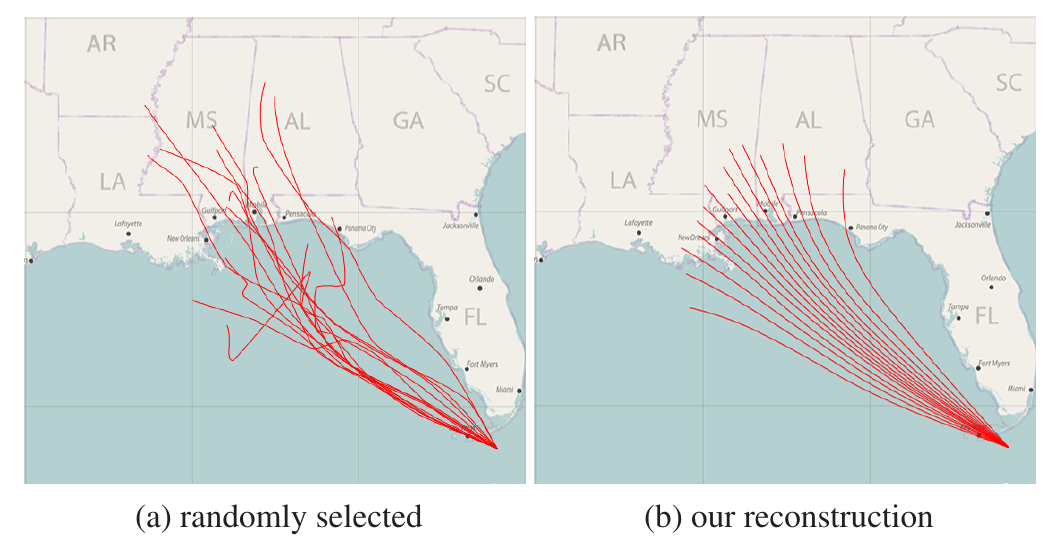 AR
SC
MS
AL
GA
LA
Lafayette
Gulfport
Mobile
Pensacola
New Orleans
Panama City
Jacksonville
n
Orlando
Tampa
FL
Fort Myers
Miami
AR
SC
MS
AL
GA
LA
Lafayette
Gulfport
Mobile
Pensacola
New Orleans
Panama City
Jacksonville
n
Orlando
Tampa
FL
Fort Myers
Miami
(a) randomly selected
(b) our reconstruction